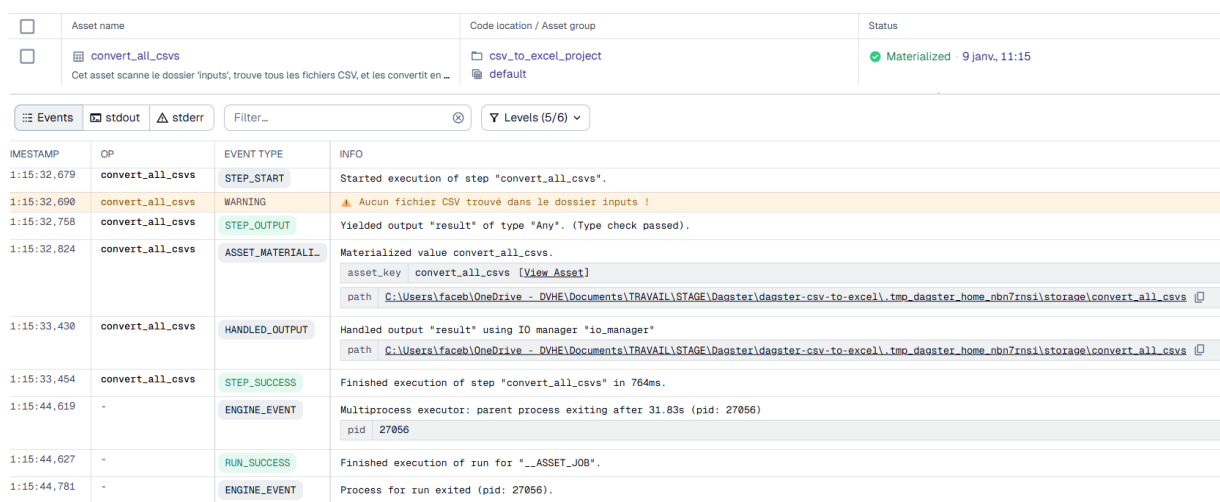 Asset name Code location / Asset group Status
convert_all_csvs csv_to_excel_project Materialized - 9 janv., 11:15
Cet asset scanne le dossier 'inputs', trouve tous les fichiers CSV, et les convertit en ... default
Events stdout stderr Filter... Levels (5/6)
IMESTAMP OP EVENT TYPE INFO
1:15:32,679 convert_all_csvs STEP_START Started execution of step "convert_all_csvs".
1:15:32,690 convert_all_csvs WARNING Aucun fichier CSV trouvé dans le dossier inputs !
1:15:32,758 convert_all_csvs STEP_OUTPUT Yielded output "result" of type "Any". (Type check passed).
1:15:32,824 convert_all_csvs ASSET_MATERIALI... Materialized value convert_all_csvs.
asset_key convert_all_csvs [View Asset]
path C:\Users\faceb\OneDrive - DVHE\Documents\TRAVAIL\STAGE\Dagster\dagster-csv-to-excel\.tmp_dagster_home_nbn7rnsi\storage\convert_all_csvs
1:15:33,430 convert_all_csvs HANDLED_OUTPUT Handled output "result" using IO manager "io_manager"
path C:\Users\faceb\OneDrive - DVHE\Documents\TRAVAIL\STAGE\Dagster\dagster-csv-to-excel\.tmp_dagster_home_nbn7rnsi\storage\convert_all_csvs
1:15:33,454 convert_all_csvs STEP_SUCCESS Finished execution of step "convert_all_csvs" in 764ms.
1:15:44,619 - ENGINE_EVENT Multiprocess executor: parent process exiting after 31.83s (pid: 27056)
pid 27056
1:15:44,627 - RUN_SUCCESS Finished execution of run for "__ASSET_JOB".
1:15:44,781 - ENGINE_EVENT Process for run exited (pid: 27056).